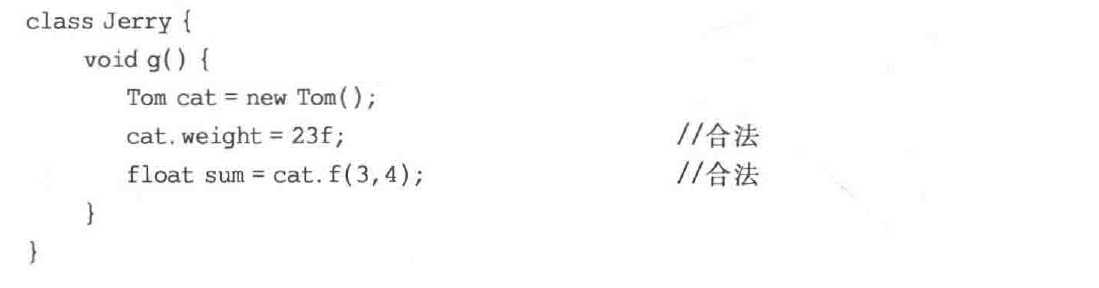 class Jerry {
void g() {
Tom cat = new Tom();
cat.weight = 23f; //合法
float sum = cat.f(3,4); //合法
}
}